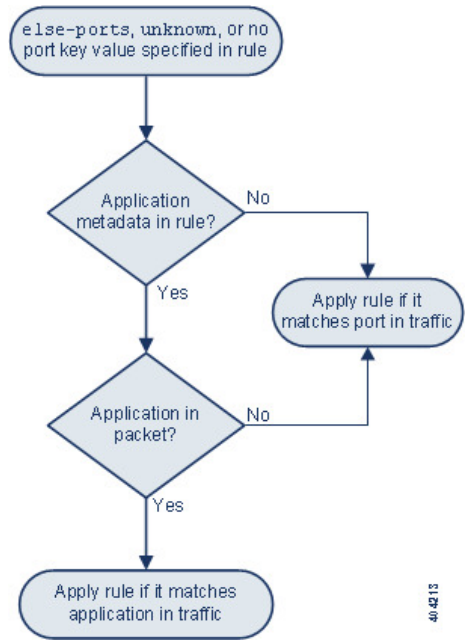 else-ports, unknown, or no
port key value specified in rule
Application
metadata in rule?
No
Yes
Apply rule if it
matches port in traffic
Application in
packet?
No
Yes
Apply rule if it matches
application in traffic
404213